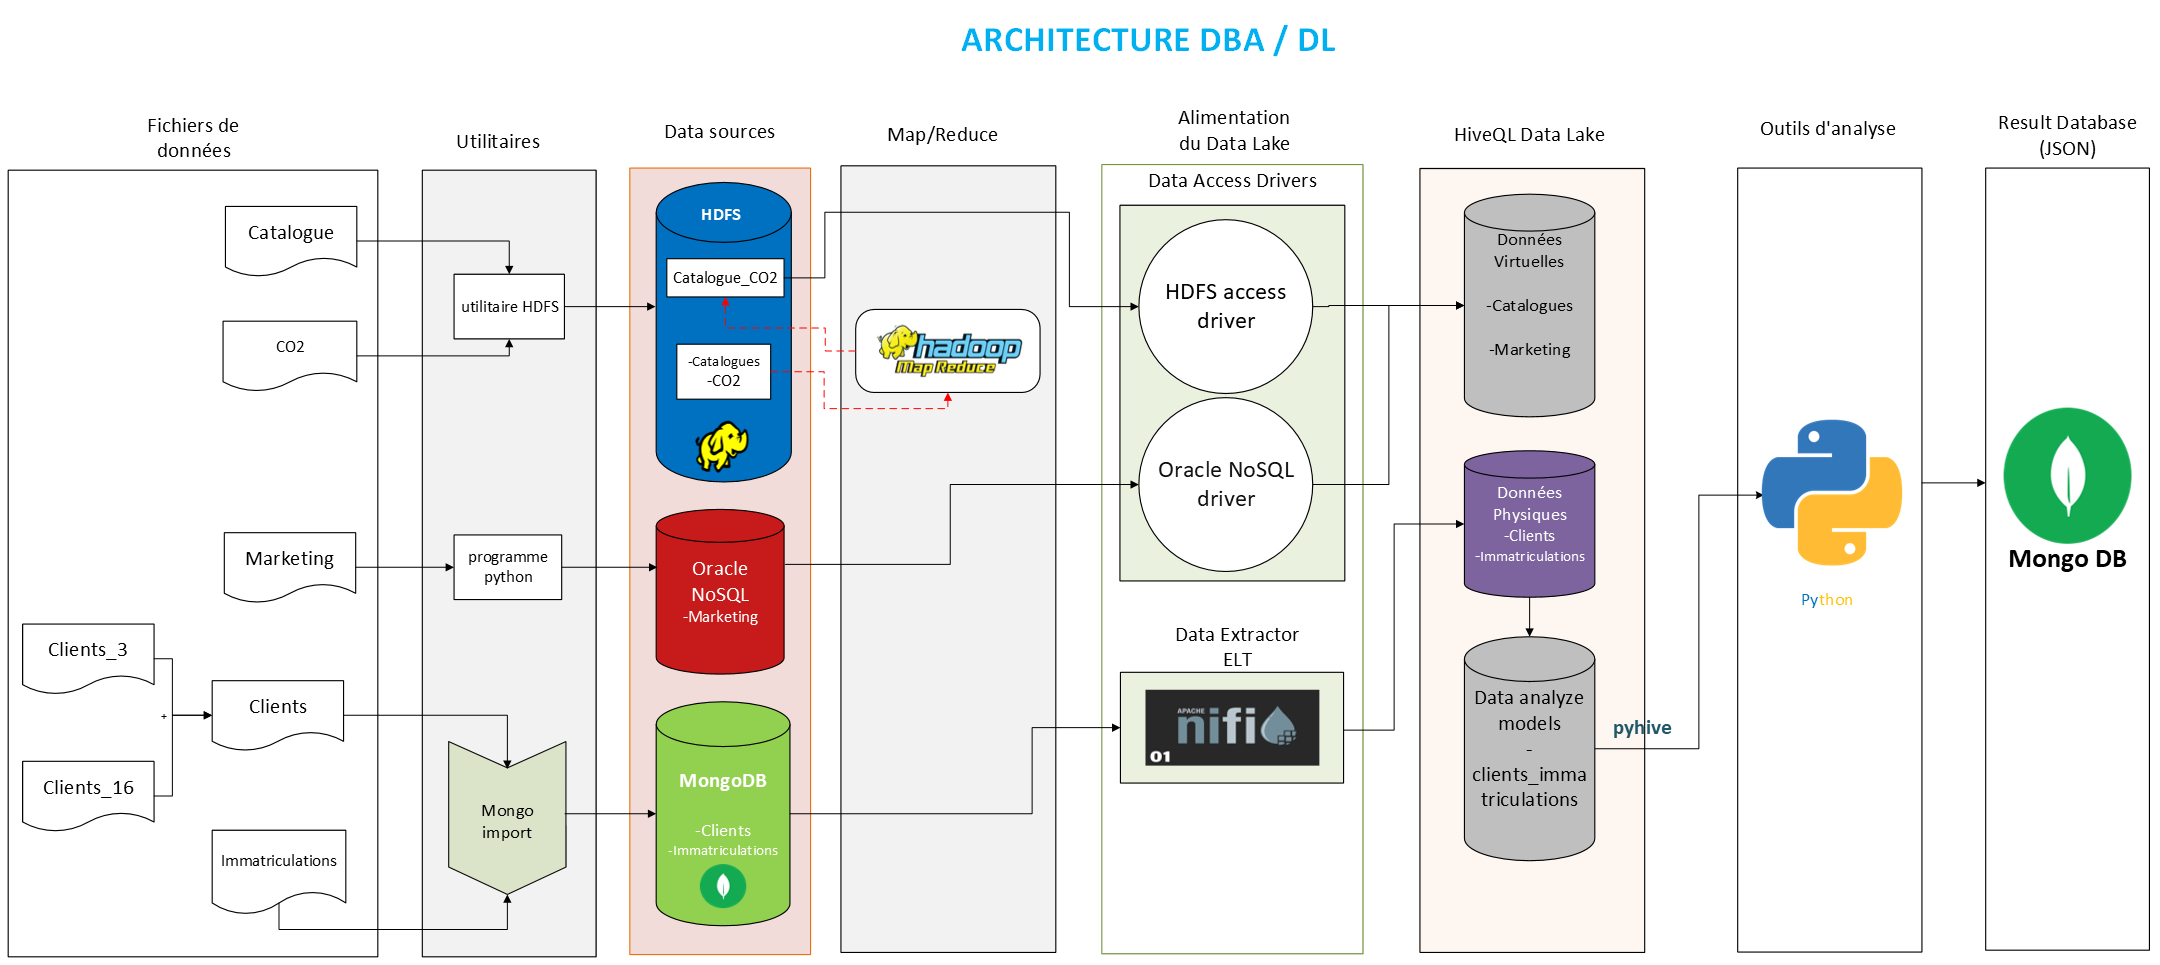 ARCHITECTURE DBA / DL
Fichiers de
données
Utilitaires
Data sources
Map/Reduce
Alimentation
du Data Lake
HiveQL Data Lake
Outils d'analyse
Result Database
(JSON)
Catalogue
CO2
Marketing
Clients_3
+
Clients
Clients_16
Immatriculations
utilitaire HDFS
programme
python
Mongo
import
HDFS
Catalogue_CO2
-Catalogues
-CO2
Oracle
NoSQL
-Marketing
MongoDB
-Clients
-Immatriculations
hadoop
Map Reduce
Data Access Drivers
HDFS access
driver
Oracle NoSQL
driver
Data Extractor
ELT
APACHE
nifi
01
Données
Virtuelles
-Catalogues
-Marketing
Données
Physiques
-Clients
-Immatriculations
Data analyze
models
-
clients_imma
triculations
pyhive
Python
Mongo DB